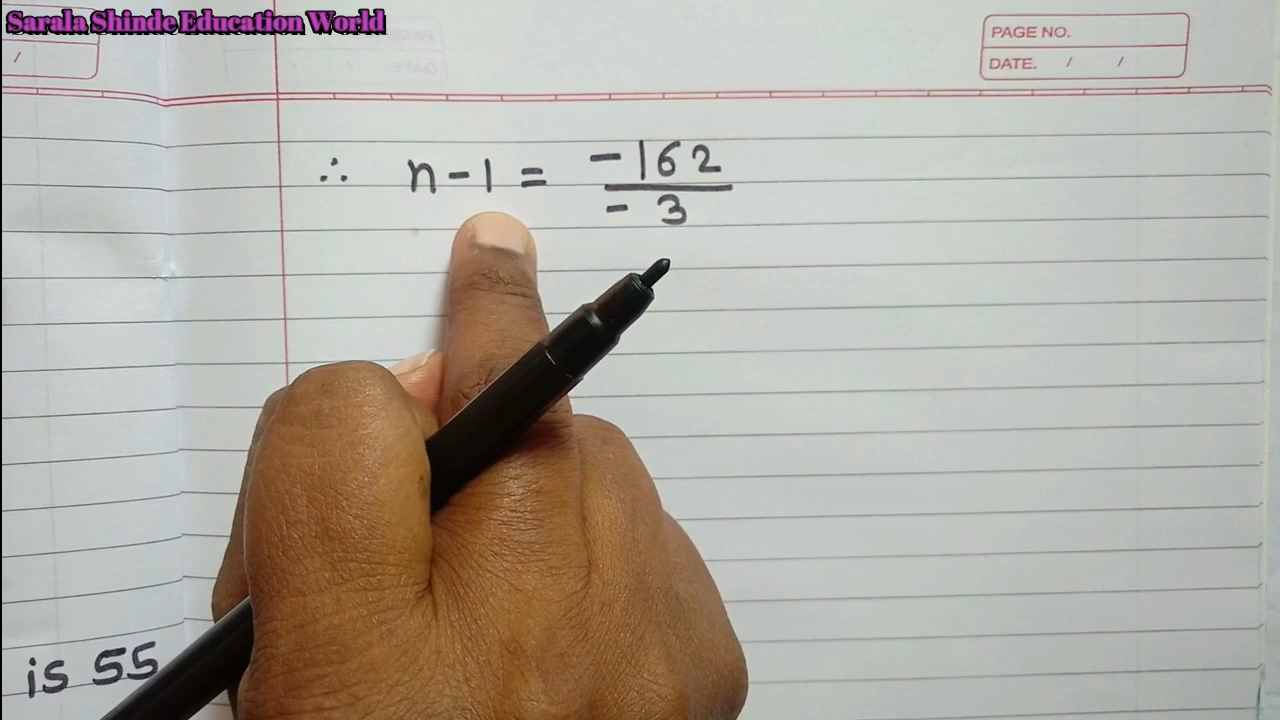 Sarala Shinde Education World
PAGE NO.
DATE. / /
/
∴ n - 1 = -162 / -3
is 55